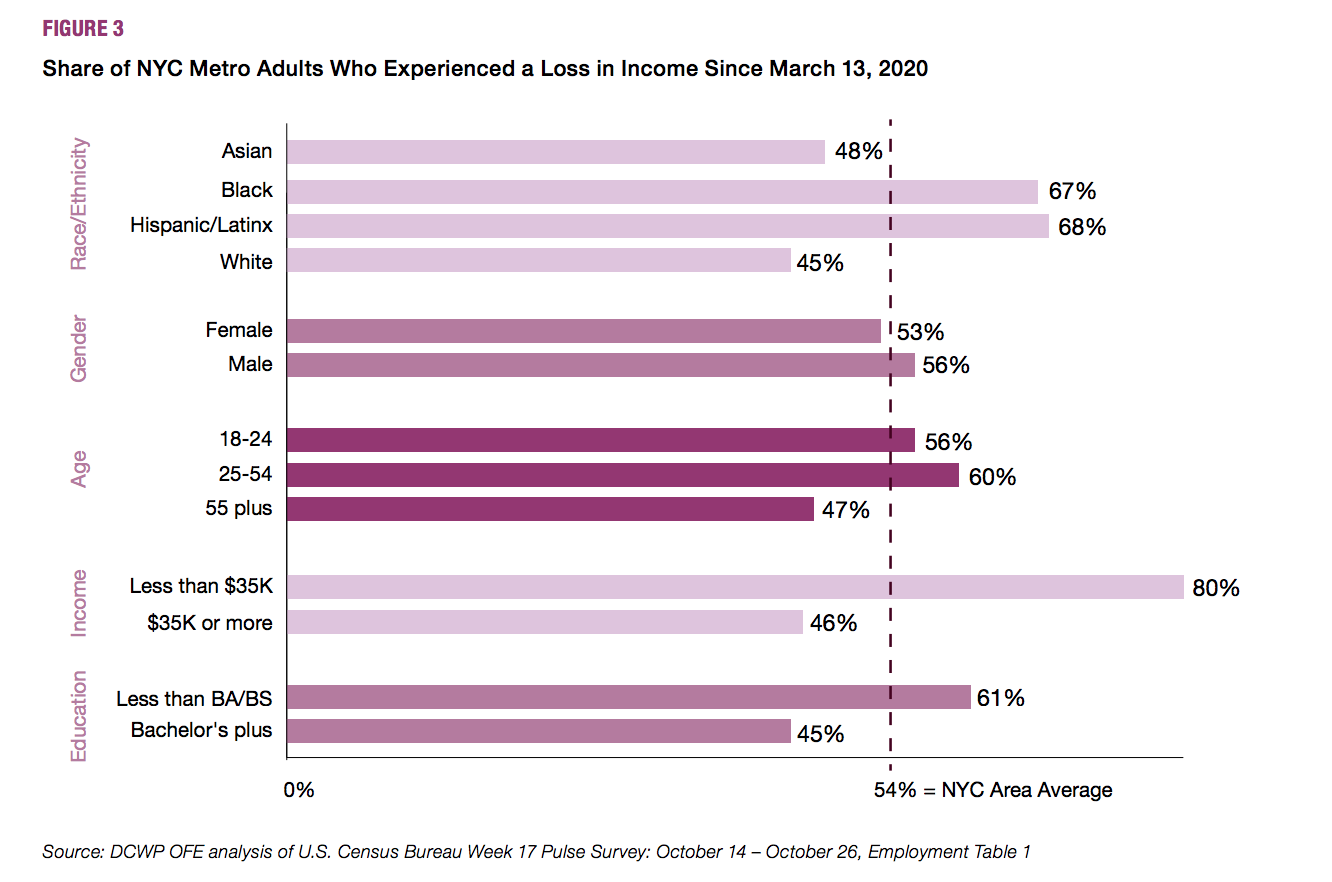 FIGURE 3
Share of NYC Metro Adults Who Experienced a Loss in Income Since March 13, 2020
Race/Ethnicity
Asian 48%
Black 67%
Hispanic/Latinx 68%
White 45%
Gender
Female 53%
Male 56%
Age
18-24 56%
25-54 60%
55 plus 47%
Income
Less than $35K 80%
$35K or more 46%
Education
Less than BA/BS 61%
Bachelor's plus 45%
0% 54% = NYC Area Average
Source: DCWP OFE analysis of U.S. Census Bureau Week 17 Pulse Survey: October 14 – October 26, Employment Table 1